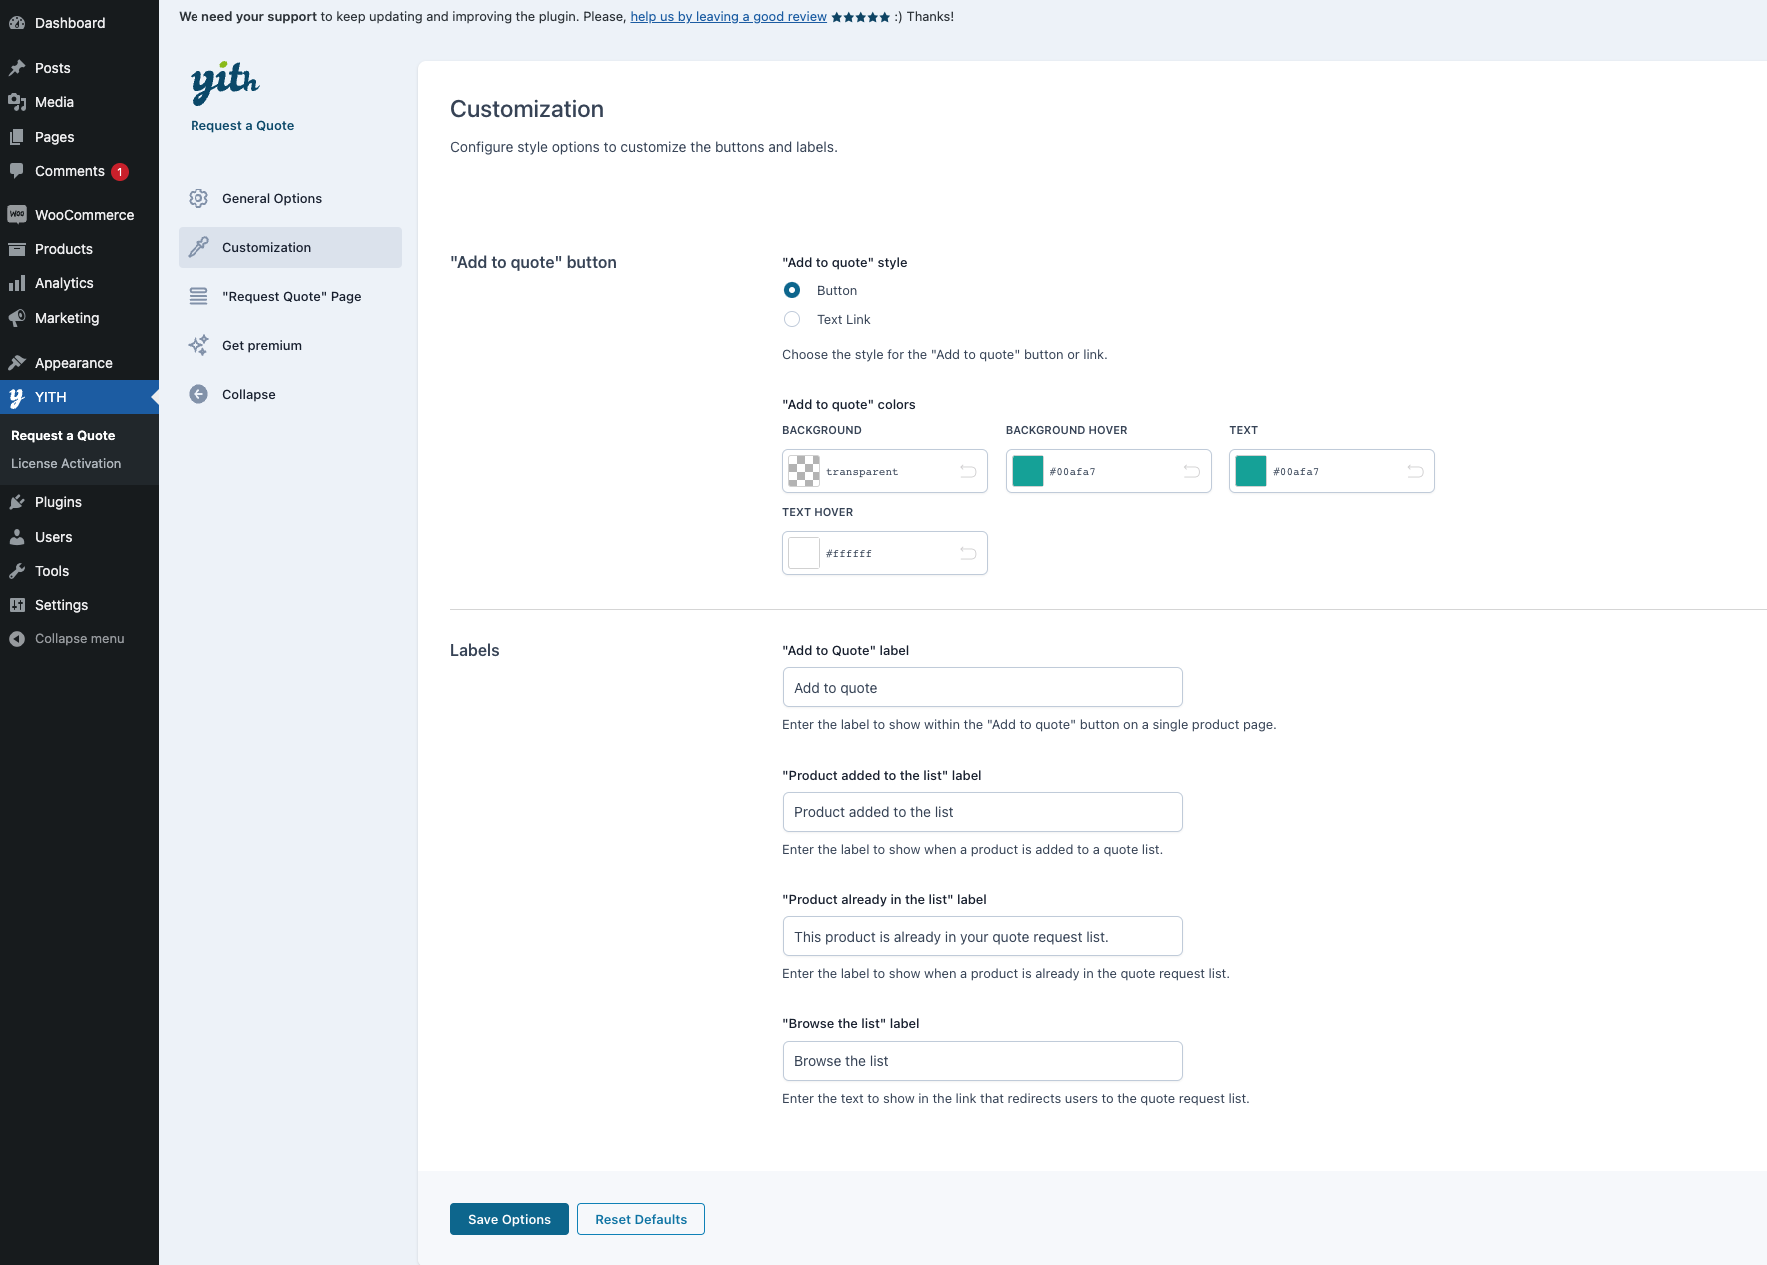 Dashboard
Posts
Media
Pages
Comments 1
WooCommerce
Products
Analytics
Marketing
Appearance
YITH
Request a Quote
License Activation
Plugins
Users
Tools
Settings
Collapse menu
We need your support to keep updating and improving the plugin. Please, help us by leaving a good review ★★★★★ :) Thanks!
yith
Request a Quote
General Options
Customization
"Request Quote" Page
Get premium
Collapse
Customization
Configure style options to customize the buttons and labels.
"Add to quote" button
"Add to quote" style
Button
Text Link
Choose the style for the "Add to quote" button or link.
"Add to quote" colors
BACKGROUND
transparent
BACKGROUND HOVER
#00afa7
TEXT
#00afa7
TEXT HOVER
#ffffff
Labels
"Add to Quote" label
Add to quote
Enter the label to show within the "Add to quote" button on a single product page.
"Product added to the list" label
Product added to the list
Enter the label to show when a product is added to a quote list.
"Product already in the list" label
This product is already in your quote request list.
Enter the label to show when a product is already in the quote request list.
"Browse the list" label
Browse the list
Enter the text to show in the link that redirects users to the quote request list.
Save Options
Reset Defaults